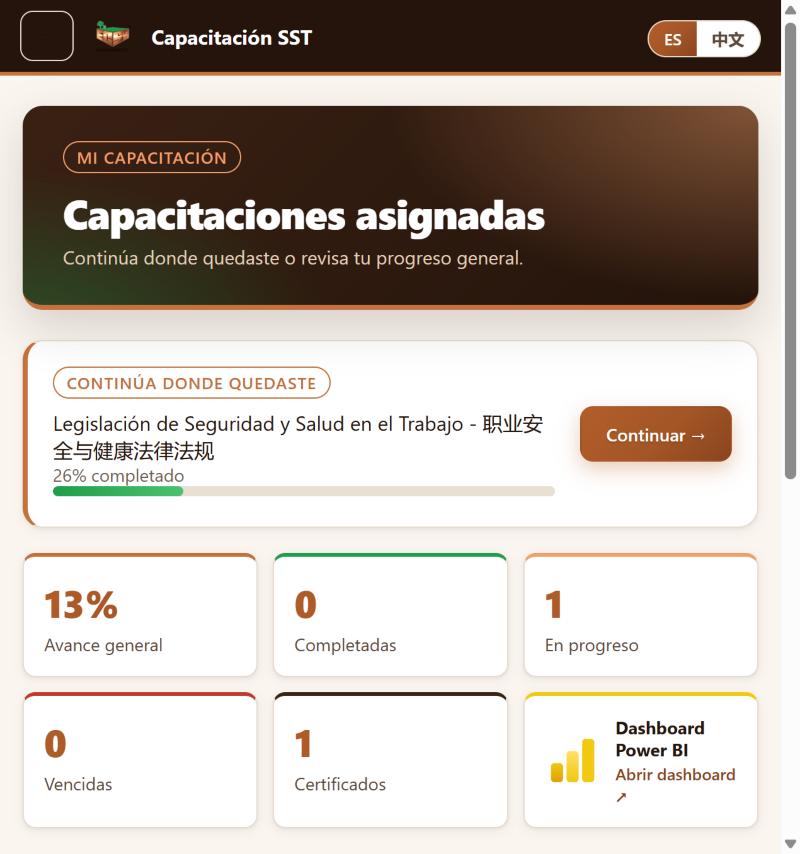 Capacitación SST
ES 中文
MI CAPACITACIÓN
Capacitaciones asignadas
Continúa donde quedaste o revisa tu progreso general.
CONTINÚA DONDE QUEDASTE
Legislación de Seguridad y Salud en el Trabajo - 职业安
全与健康法律法规
26% completado
Continuar →
13%
Avance general
0
Completadas
1
En progreso
0
Vencidas
1
Certificados
Dashboard
Power BI
Abrir dashboard
↗